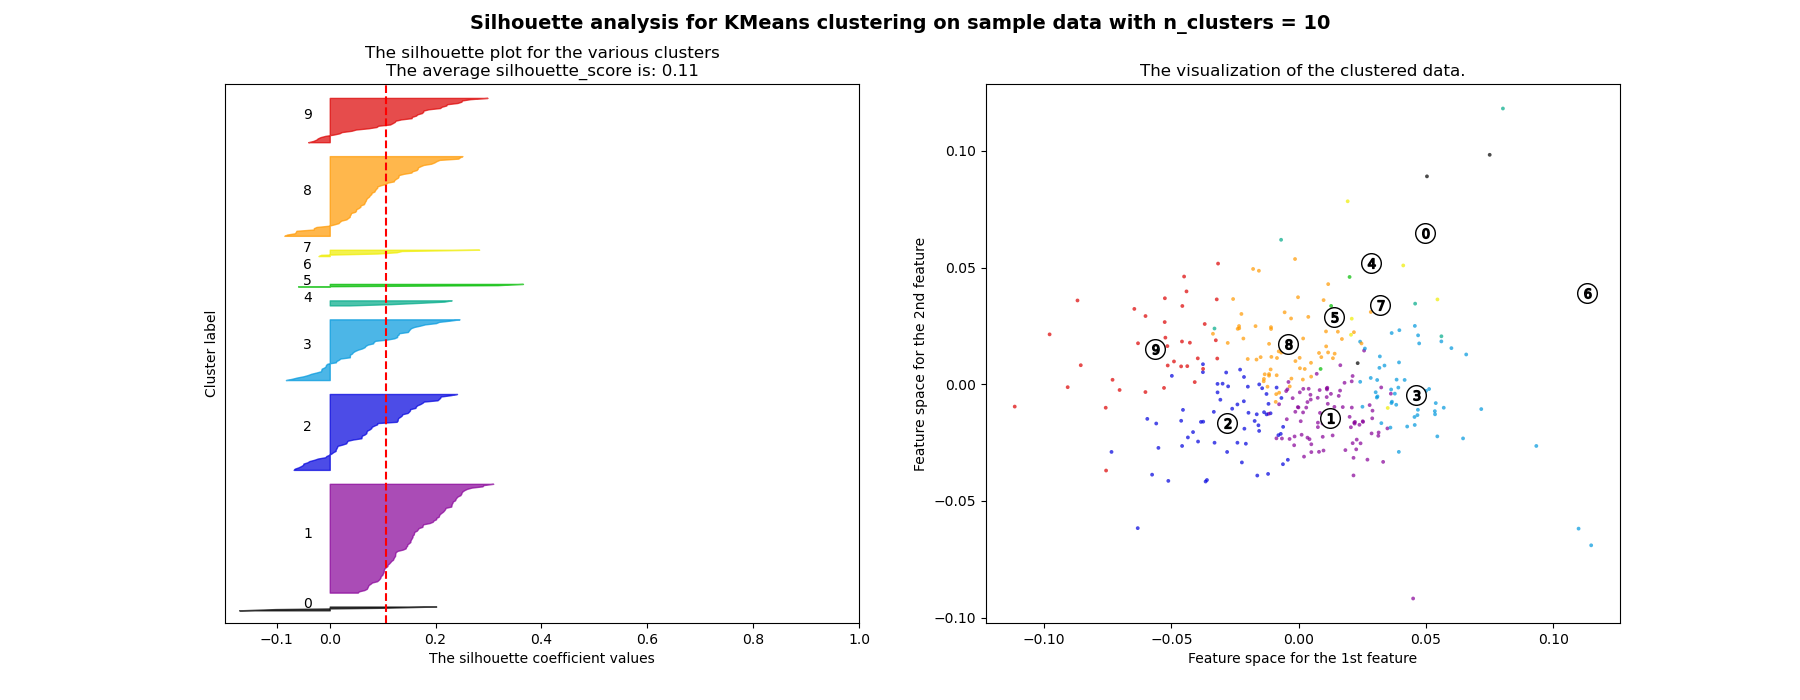 Silhouette analysis for KMeans clustering on sample data with n_clusters = 10
The silhouette plot for the various clusters
The average silhouette_score is: 0.11
9
8
7
6
5
4
3
2
1
0
Cluster label
−0.1 0.0 0.2 0.4 0.6 0.8 1.0
The silhouette coefficient values
The visualization of the clustered data.
0.10
0.05
0.00
−0.05
−0.10
Feature space for the 2nd feature
0
4
6
7
5
8
9
3
1
2
−0.10 −0.05 0.00 0.05 0.10
Feature space for the 1st feature